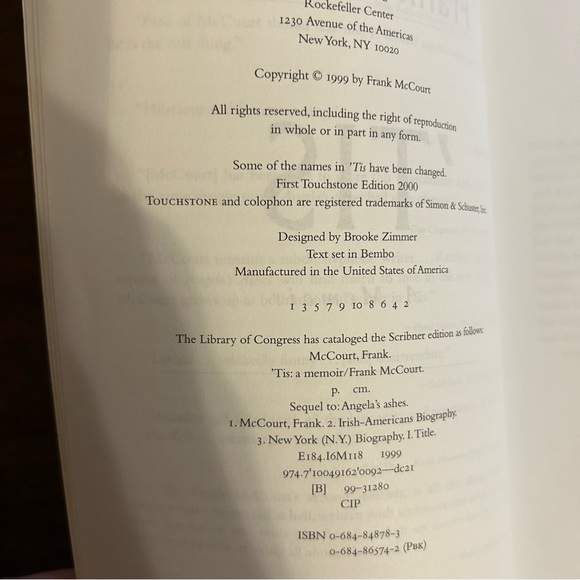 Rockefeller Center
1230 Avenue of the Americas
New York, NY 10020
Copyright © 1999 by Frank McCourt
All rights reserved, including the right of reproduction
in whole or in part in any form.
Some of the names in 'Tis have been changed.
First Touchstone Edition 2000
TOUCHSTONE and colophon are registered trademarks of Simon & Schuster, Inc.
Designed by Brooke Zimmer
Text set in Bembo
Manufactured in the United States of America
1 3 5 7 9 10 8 6 4 2
The Library of Congress has cataloged the Scribner edition as follows:
McCourt, Frank.
'Tis: a memoir/Frank McCourt.
p. cm.
Sequel to: Angela's ashes.
1. McCourt, Frank. 2. Irish-Americans Biography.
3. New York (N.Y.) Biography. I. Title.
E184.I6M118 1999
974.7'10049162'0092—dc21
[B] 99-31280
CIP
ISBN 0-684-84878-3
0-684-86574-2 (PBK)